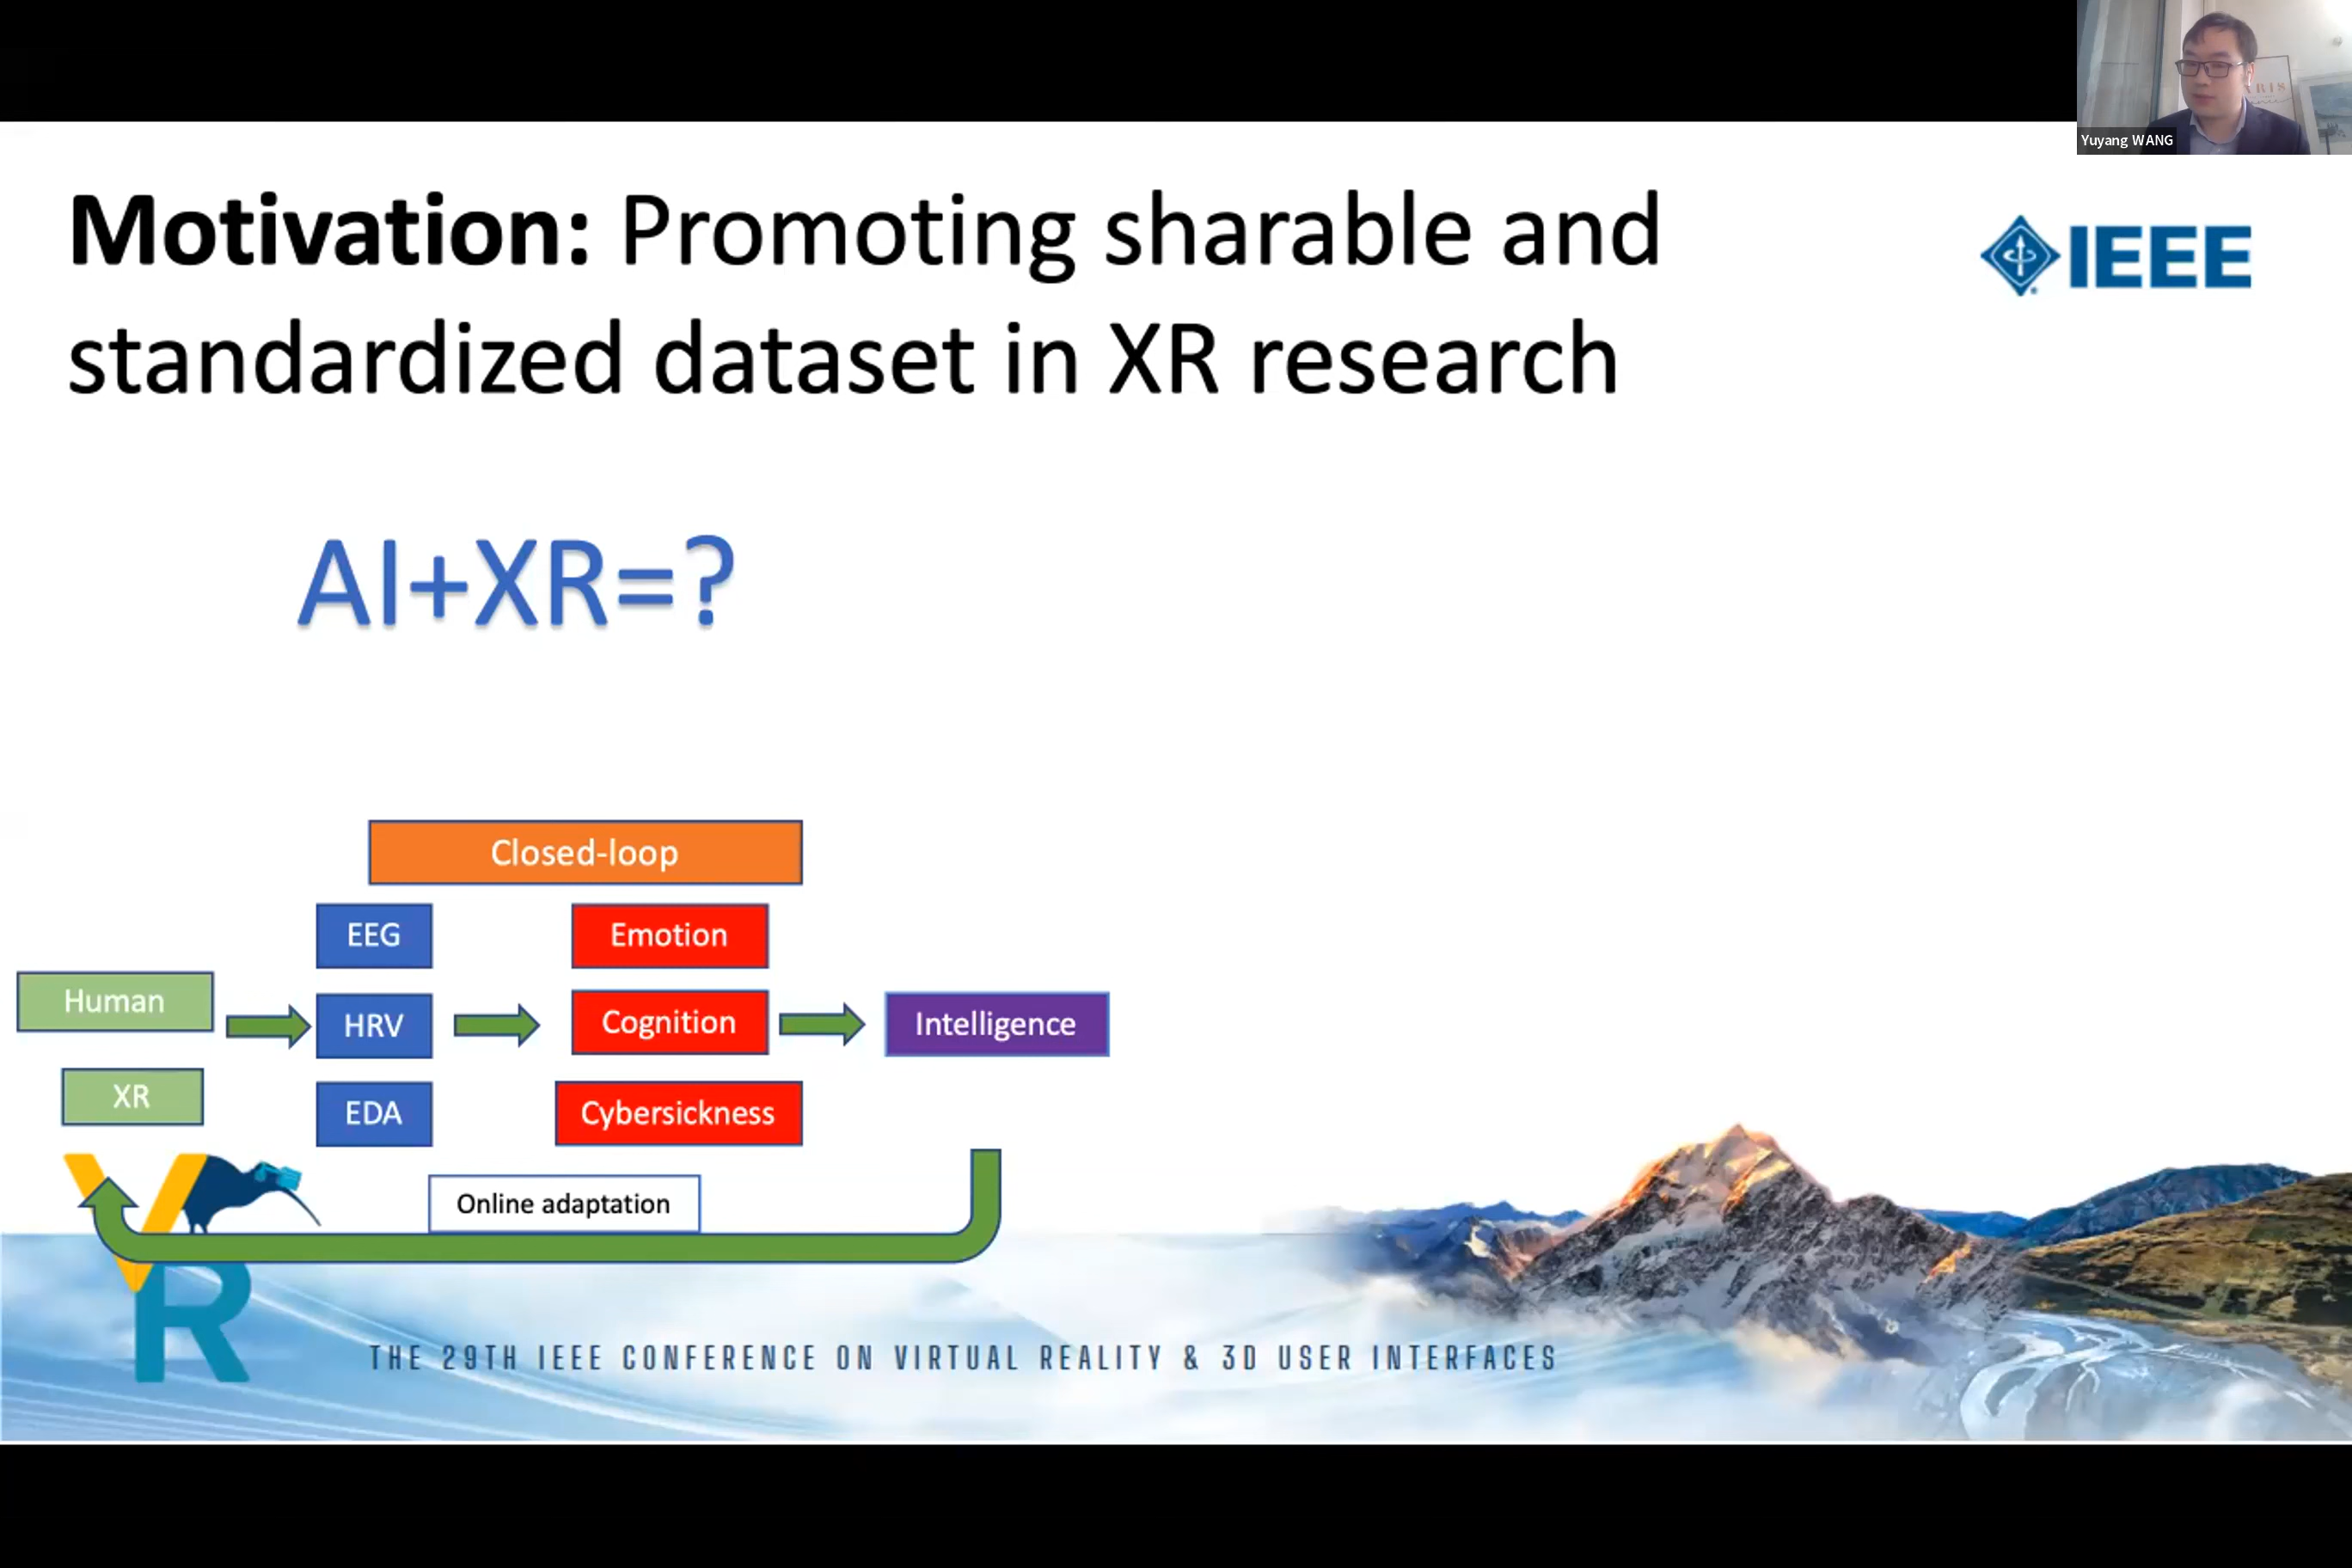 Yuyang WANG
Motivation: Promoting sharable and
standardized dataset in XR research
IEEE
AI+XR=?
Closed-loop
EEG
Emotion
Human
HRV
Cognition
Intelligence
XR
EDA
Cybersickness
Online adaptation
VR
THE 29TH IEEE CONFERENCE ON VIRTUAL REALITY & 3D USER INTERFACES